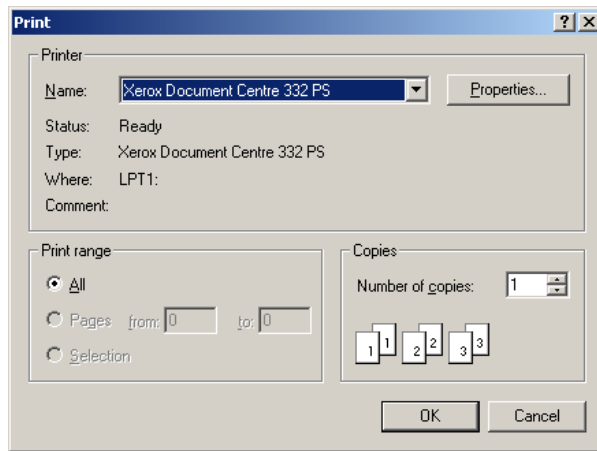 Print
Printer
Name: Xerox Document Centre 332 PS Properties...
Status: Ready
Type: Xerox Document Centre 332 PS
Where: LPT1:
Comment:
Print range
All
Pages from: 0 to: 0
Selection
Copies
Number of copies: 1
1 1 2 2 3 3
OK Cancel